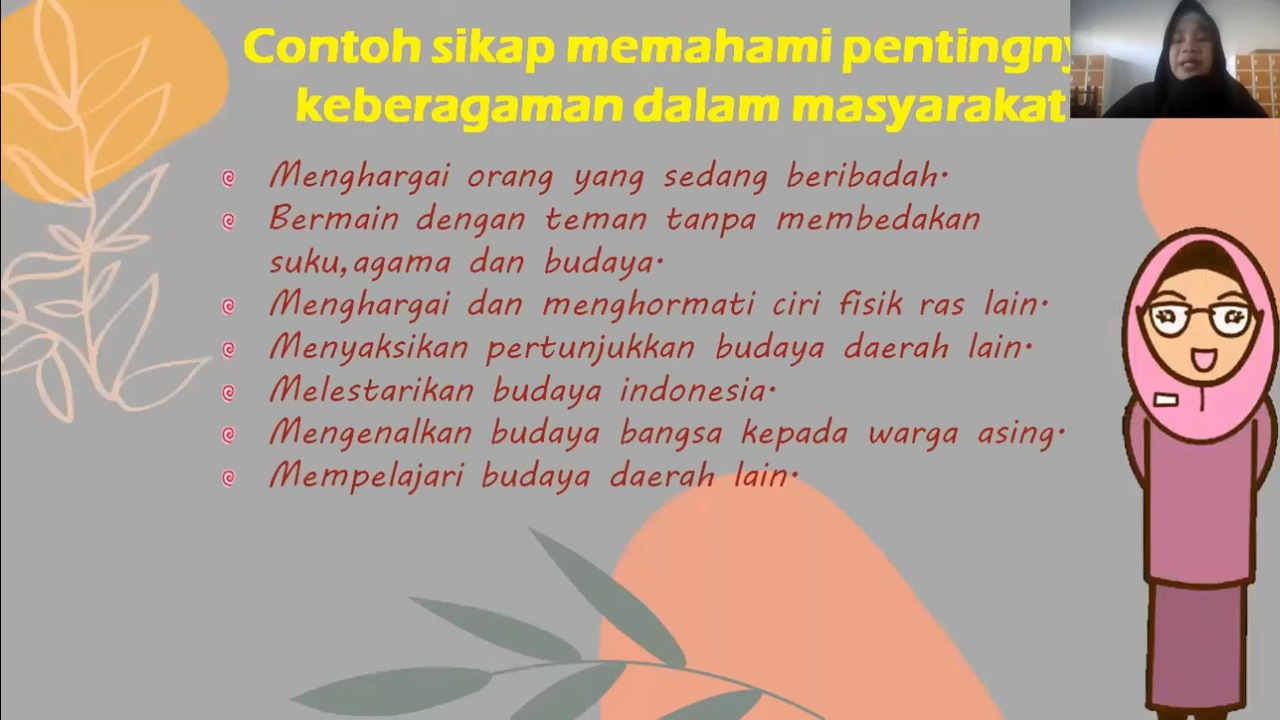 Contoh sikap memahami pentingny
keberagaman dalam masyarakat
Menghargai orang yang sedang beribadah.
Bermain dengan teman tanpa membedakan
suku,agama dan budaya.
Menghargai dan menghormati ciri fisik ras lain.
Menyaksikan pertunjukkan budaya daerah lain.
Melestarikan budaya indonesia.
Mengenalkan budaya bangsa kepada warga asing.
Mempelajari budaya daerah lain.